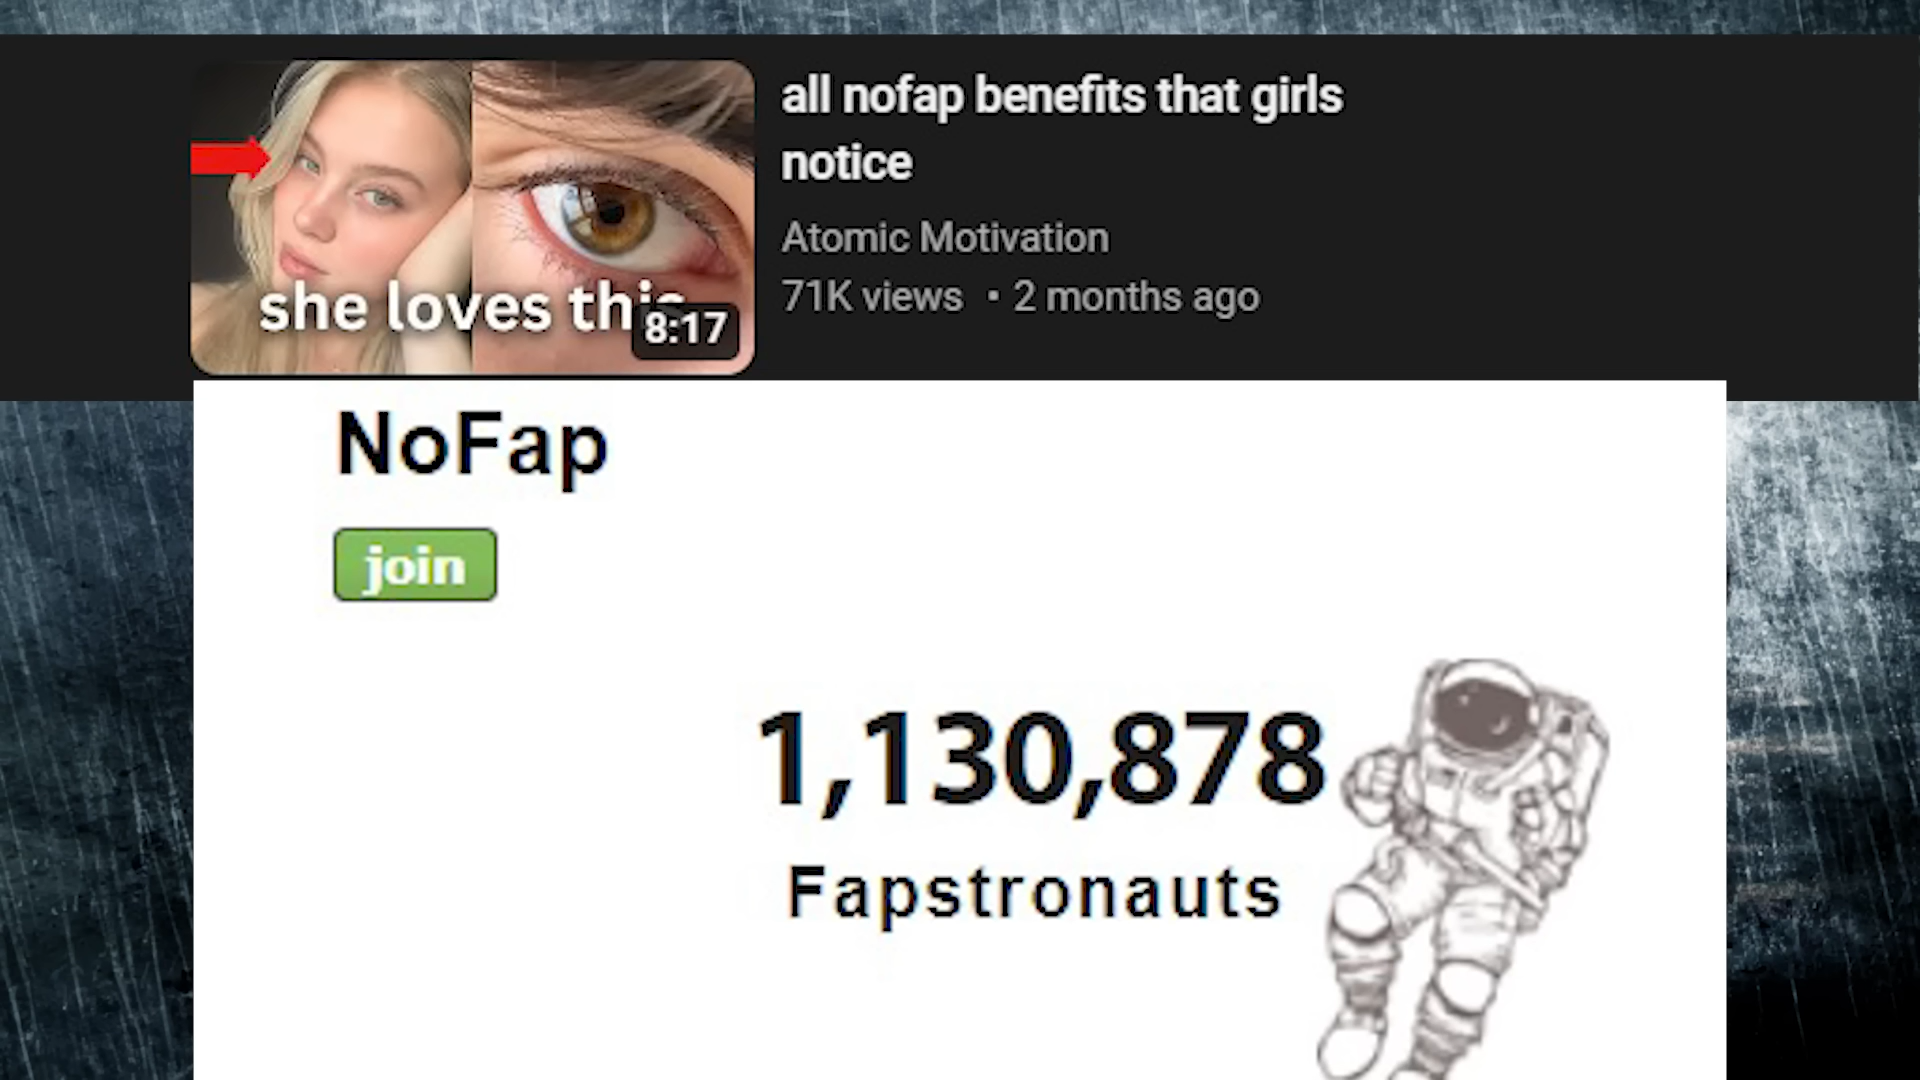 all nofap benefits that girls
notice
Atomic Motivation
71K views • 2 months ago
she loves this
8:17
NoFap
join
1,130,878
Fapstronauts